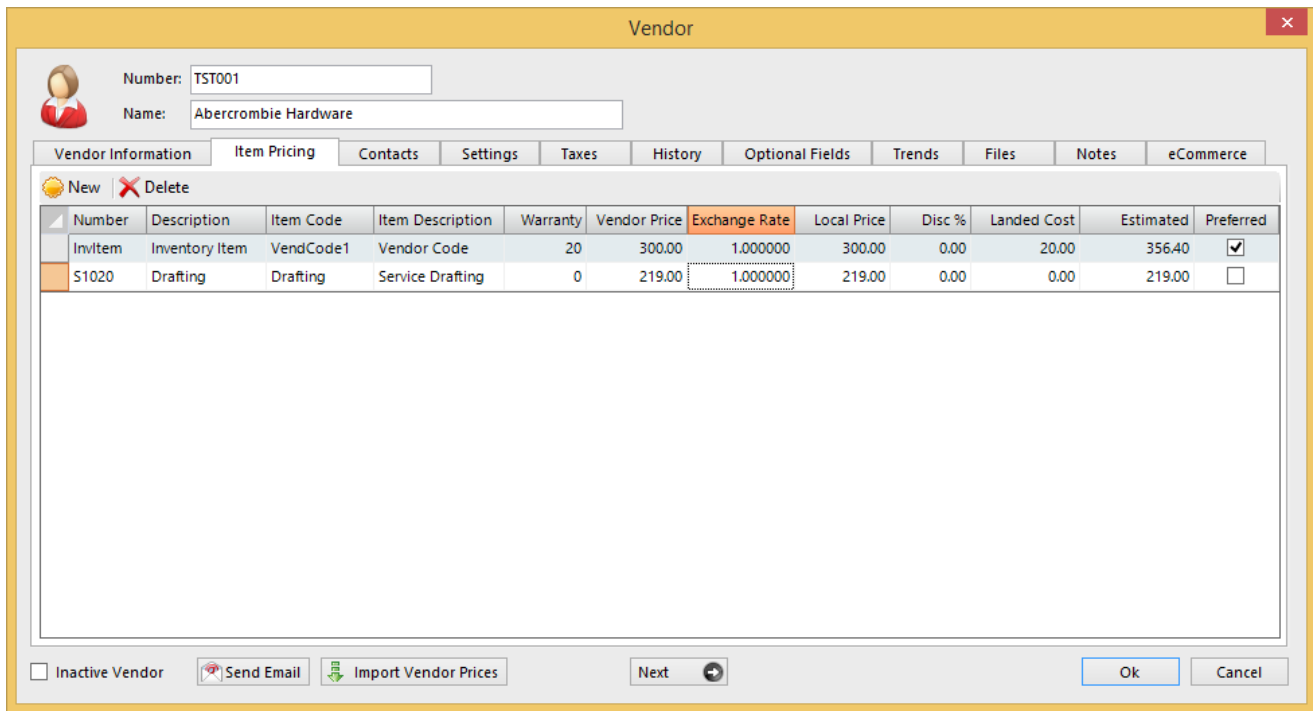 Vendor
Number: TST001
Name: Abercrombie Hardware
Vendor Information Item Pricing Contacts Settings Taxes History Optional Fields Trends Files Notes eCommerce
New Delete
Number Description Item Code Item Description Warranty Vendor Price Exchange Rate Local Price Disc % Landed Cost Estimated Preferred
InvItem Inventory Item VendCode1 Vendor Code 20 300.00 1.000000 300.00 0.00 20.00 356.40
S1020 Drafting Drafting Service Drafting 0 219.00 1.000000 219.00 0.00 0.00 219.00
Inactive Vendor Send Email Import Vendor Prices Next Ok Cancel